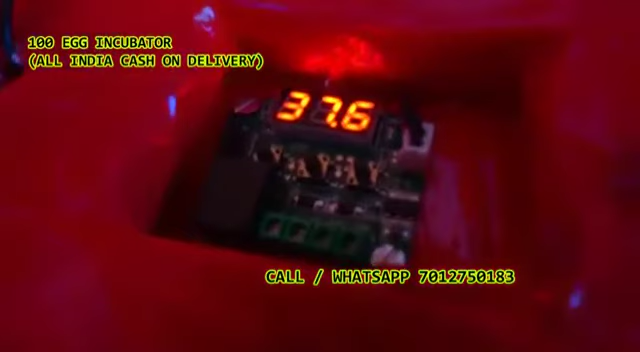 100 EGG INCUBATOR
(ALL INDIA CASH ON DELIVERY)
37.6
CALL / WHATSAPP 7012750183